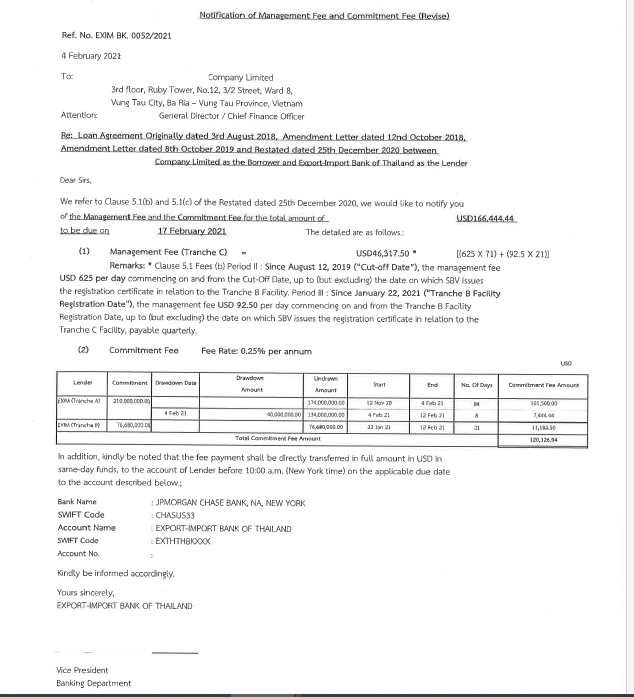 Notification of Management Fee and Commitment Fee (Revise)
Ref. No. EXIM BK. 0052/2021
4 February 2021
To: Company Limited
3rd floor, Ruby Tower, No.12, 3/2 Street, Ward 8,
Vung Tau City, Ba Ria – Vung Tau Province, Vietnam
Attention: General Director / Chief Finance Officer
Re: Loan Agreement Originally dated 3rd August 2018, Amendment Letter dated 12nd October 2018,
Amendment Letter dated 8th October 2019 and Restated dated 25th December 2020 between
Company Limited as the Borrower and Export-Import Bank of Thailand as the Lender
Dear Sirs,
We refer to Clause 5.1(b) and 5.1(c) of the Restated dated 25th December 2020, we would like to notify you
of the Management Fee and the Commitment Fee for the total amount of USD166,444.44
to be due on 17 February 2021 The detailed are as follows.:
(1) Management Fee (Tranche C) = USD46,317.50 * [(625 X 71) + (92.5 X 21)]
Remarks: * Clause 5.1 Fees (b) Period II : Since August 12, 2019 ("Cut-off Date"), the management fee
USD 625 per day commencing on and from the Cut-Off Date, up to (but excluding) the date on which SBV issues
the registration certificate in relation to the Tranche B Facility. Period III : Since January 22, 2021 ("Tranche B Facility
Registration Date"), the management fee USD 92.50 per day commencing on and from the Tranche B Facility
Registration Date, up to (but excluding) the date on which SBV issues the registration certificate in relation to the
Tranche C Facility, payable quarterly.
(2) Commitment Fee Fee Rate: 0.25% per annum
USD
Lender Commitment Drawdown Date Drawdown Amount Undrawn Amount Start End No. Of Days Commitment Fee Amount
EXIM (Tranche A) 210,000,000.00 174,000,000.00 12 Nov 20 4 Feb 21 84 101,500.00
4 Feb 21 40,000,000.00 134,000,000.00 4 Feb 21 12 Feb 21 8 7,444.44
EXIM (Tranche B) 76,680,000.00 76,680,000.00 22 Jan 21 12 Feb 21 21 11,182.50
Total Commitment Fee Amount 120,126.94
In addition, kindly be noted that the fee payment shall be directly transferred in full amount in USD in
same-day funds, to the account of Lender before 10:00 a.m. (New York time) on the applicable due date
to the account described below.;
Bank Name : JPMORGAN CHASE BANK, NA, NEW YORK
SWIFT Code : CHASUS33
Account Name : EXPORT-IMPORT BANK OF THAILAND
SWIFT Code : EXTHTHBKXXX
Account No. :
Kindly be informed accordingly.
Yours sincerely,
EXPORT-IMPORT BANK OF THAILAND
Vice President
Banking Department